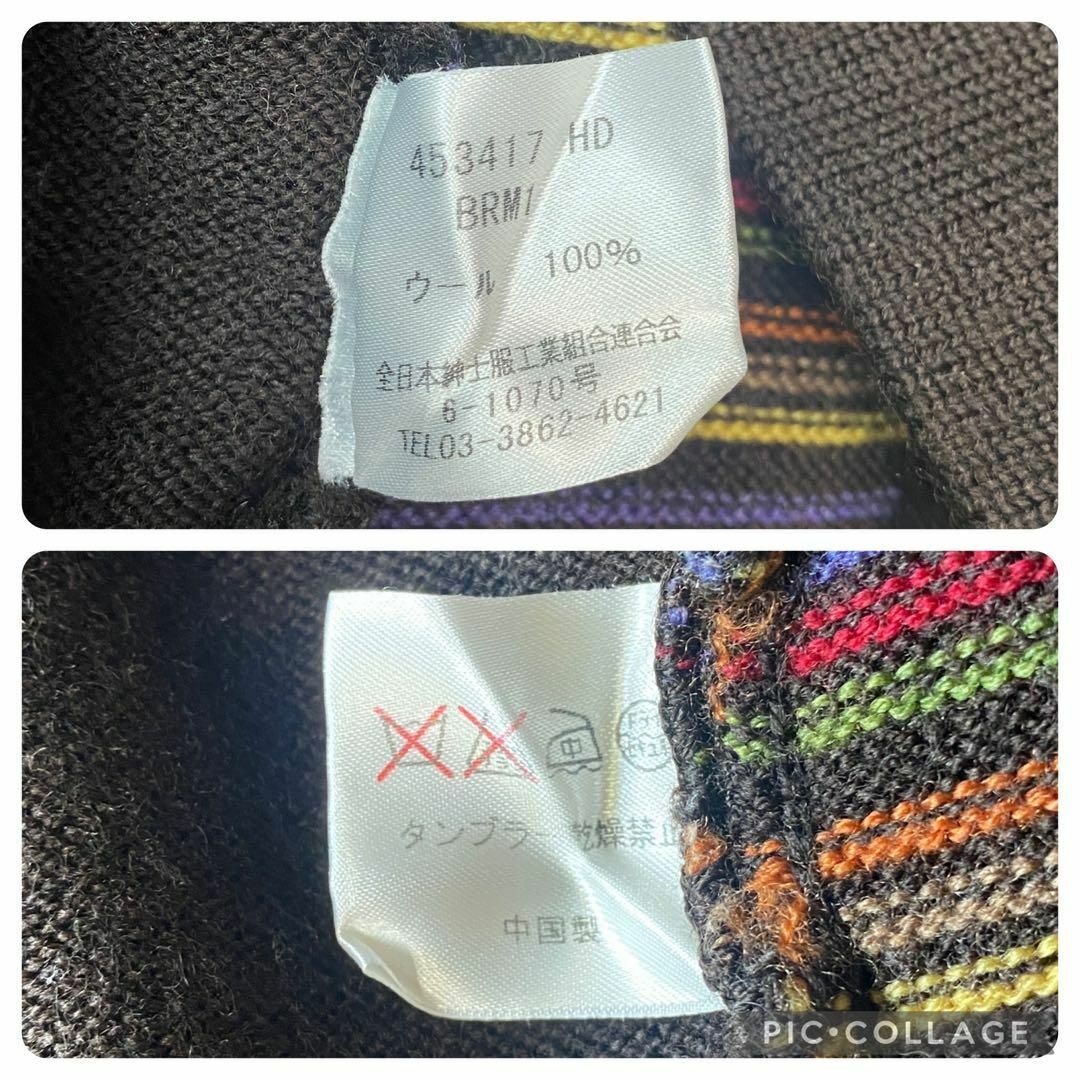 453417 HD
BRM/
ウール 100%
全日本紳士服工業組合連合会
6-1070号
TEL03-3862-4621
中
タンブラー乾燥禁止
中国製
PIC•COLLAGE